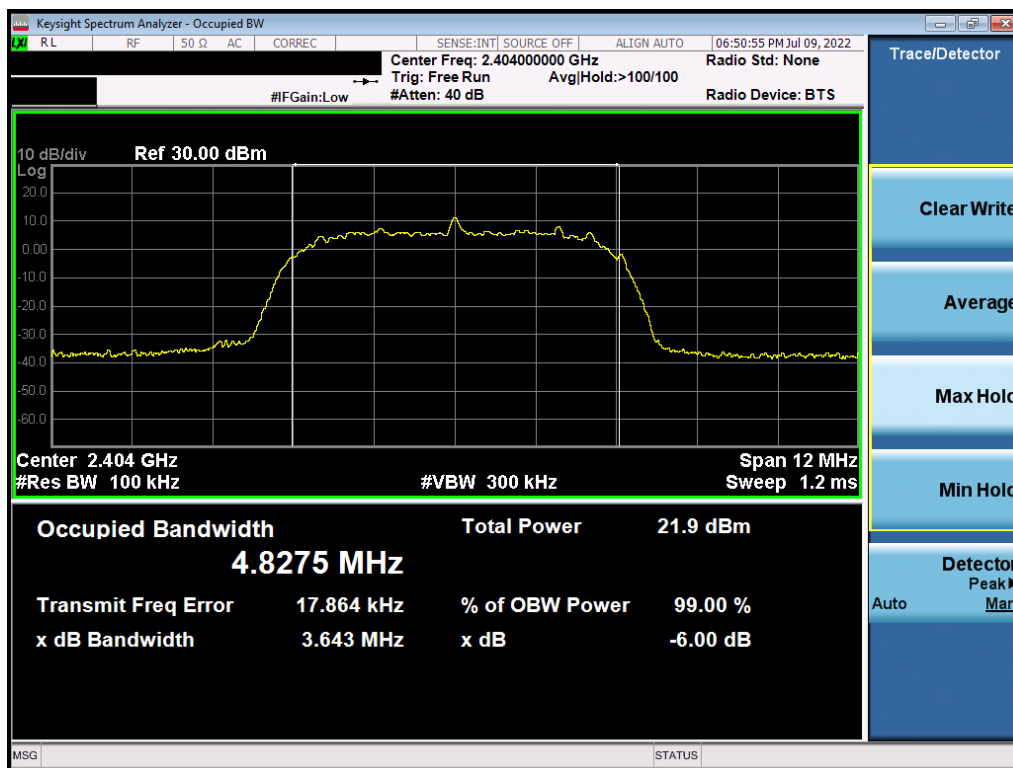 Keysight Spectrum Analyzer - Occupied BW
LXI RL RF 50 Ω AC CORREC SENSE:INT SOURCE OFF ALIGN AUTO 06:50:55 PM Jul 09, 2022
Center Freq: 2.404000000 GHz Radio Std: None
Trig: Free Run Avg|Hold:>100/100
#IFGain:Low #Atten: 40 dB Radio Device: BTS
Trace/Detector
10 dB/div Ref 30.00 dBm
Log
20.0
10.0
0.00
-10.0
-20.0
-30.0
-40.0
-50.0
-60.0
Center 2.404 GHz Span 12 MHz
#Res BW 100 kHz #VBW 300 kHz Sweep 1.2 ms
Occupied Bandwidth Total Power 21.9 dBm
4.8275 MHz
Transmit Freq Error 17.864 kHz % of OBW Power 99.00 %
x dB Bandwidth 3.643 MHz x dB -6.00 dB
Clear Write
Average
Max Hold
Min Hold
Detector
Peak
Auto Man
MSG STATUS